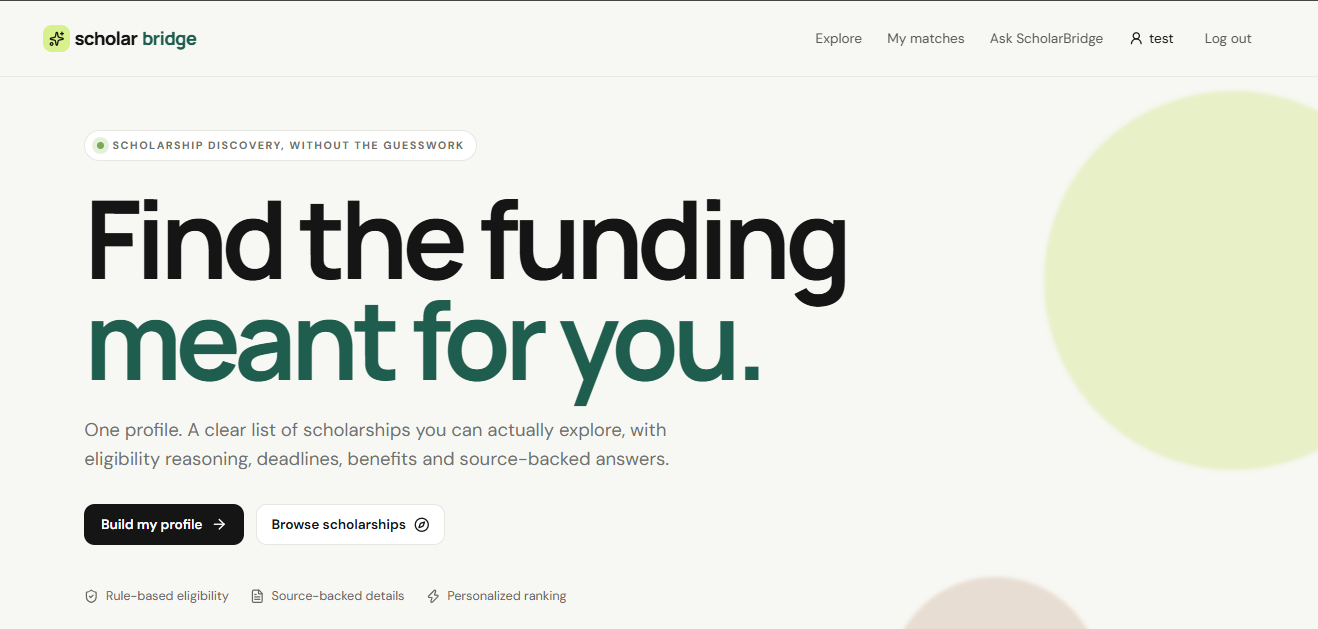 scholar bridge
Explore
My matches
Ask ScholarBridge
test
Log out
SCHOLARSHIP DISCOVERY, WITHOUT THE GUESSWORK
Find the funding
meant for you.
One profile. A clear list of scholarships you can actually explore, with
eligibility reasoning, deadlines, benefits and source-backed answers.
Build my profile
Browse scholarships
Rule-based eligibility
Source-backed details
Personalized ranking